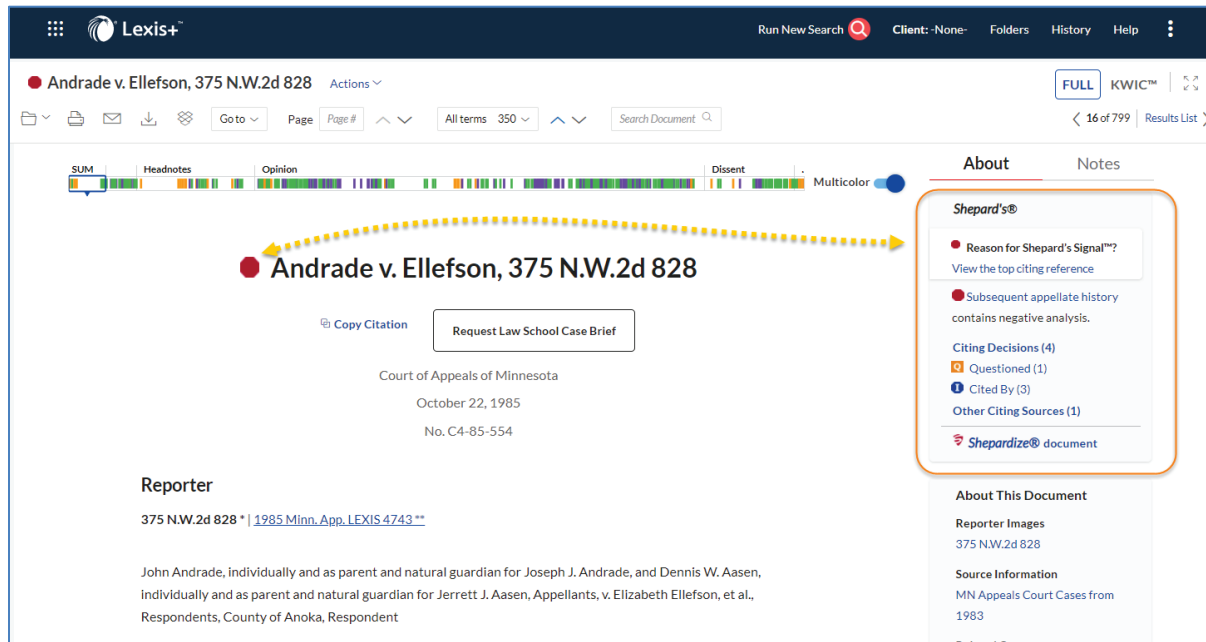 Lexis+™
Run New Search
Client: -None-
Folders
History
Help
Andrade v. Ellefson, 375 N.W.2d 828
Actions
FULL
KWIC™
Go to
Page
Page #
All terms 350
Search Document
16 of 799
Results List
SUM
Headnotes
Opinion
Dissent
.
Multicolor
About
Notes
Andrade v. Ellefson, 375 N.W.2d 828
Copy Citation
Request Law School Case Brief
Court of Appeals of Minnesota
October 22, 1985
No. C4-85-554
Reporter
375 N.W.2d 828 * | 1985 Minn. App. LEXIS 4743 **
John Andrade, individually and as parent and natural guardian for Joseph J. Andrade, and Dennis W. Aasen,
individually and as parent and natural guardian for Jerrett J. Aasen, Appellants, v. Elizabeth Ellefson, et al.,
Respondents, County of Anoka, Respondent
Shepard's®
Reason for Shepard's Signal™?
View the top citing reference
Subsequent appellate history
contains negative analysis.
Citing Decisions (4)
Q Questioned (1)
I Cited By (3)
Other Citing Sources (1)
Shepardize® document
About This Document
Reporter Images
375 N.W.2d 828
Source Information
MN Appeals Court Cases from
1983